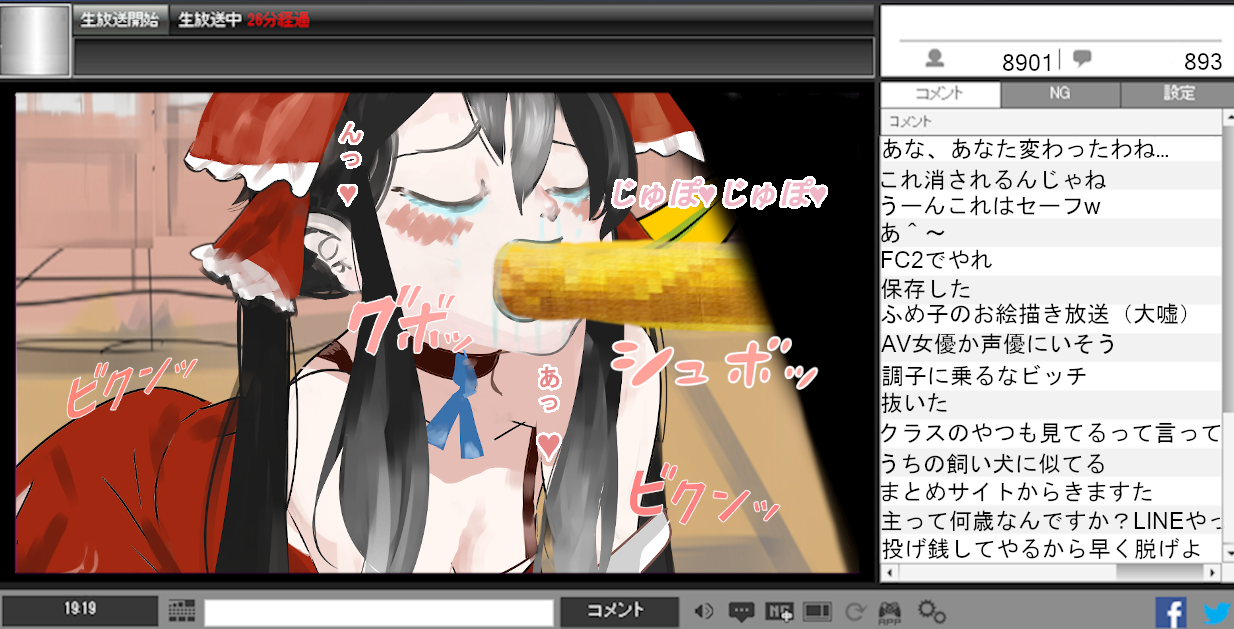 生放送開始 生放送中 26分経過
8901 893
コメント NG 設定
コメント
あな、あなた変わったわね...
これ消されるんじゃね
うーんこれはセーフw
あ＾～
FC2でやれ
保存した
ふめ子のお絵描き放送（大嘘）
AV女優か声優にいそう
調子に乗るなビッチ
抜いた
クラスのやつも見てるって言って
うちの飼い犬に似てる
まとめサイトからきますた
主って何歳なんですか？LINEやっ
投げ銭してやるから早く脱げよ
んっ♥
じゅぽ♥じゅぽ♥
グボッ
シュボッ
ビクンッ
あっ♥
ビクンッ
19:19
コメント
NG
APP
f